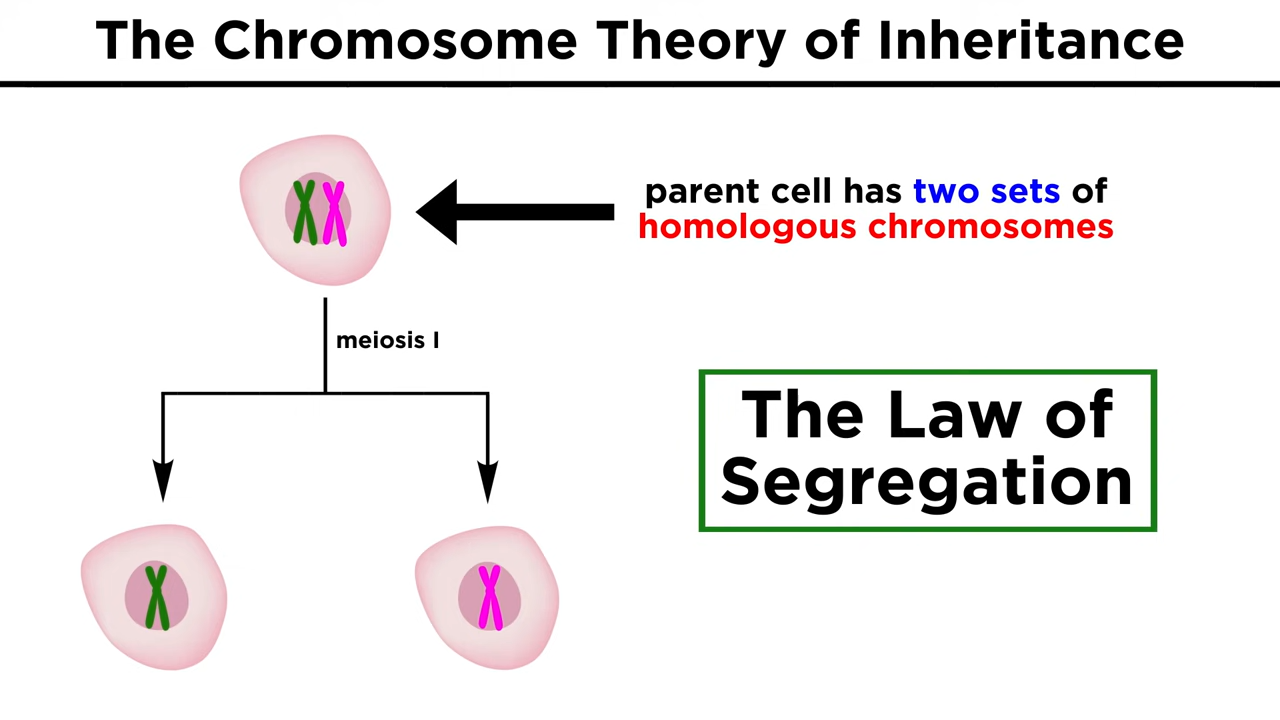 The Chromosome Theory of Inheritance
parent cell has two sets of
homologous chromosomes
meiosis I
The Law of
Segregation